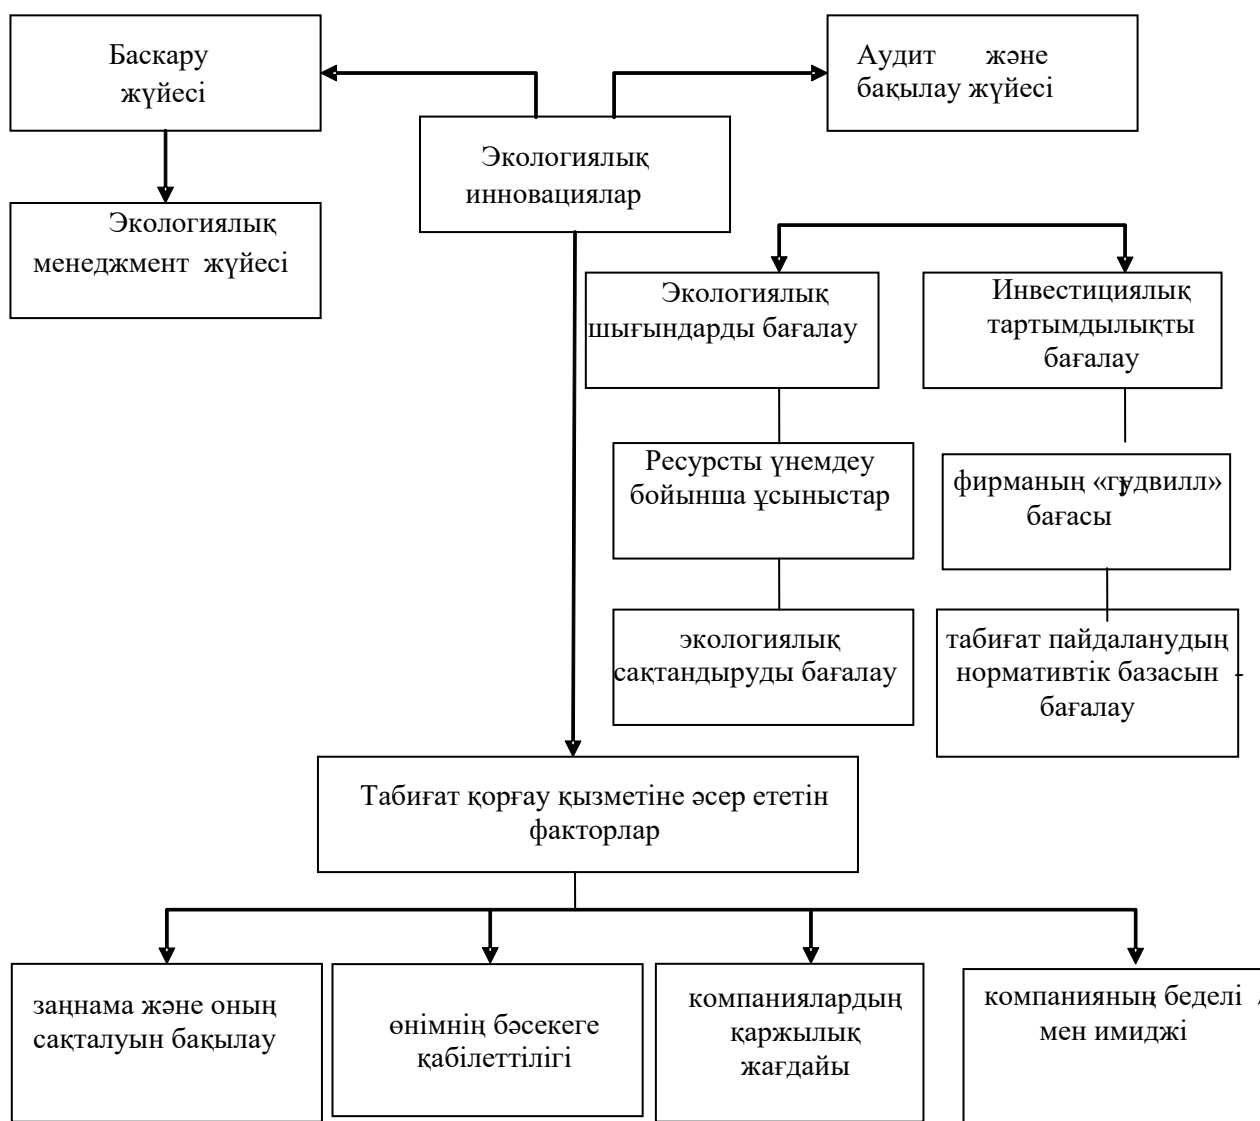 Баскару
жүйесі
Аудит және
бақылау жүйесі
Экологиялық
инновациялар
Экологиялық
менеджмент жүйесі
Экологиялық
шығындарды бағалау
Инвестициялық
тартымдылықты
бағалау
Ресурсты үнемдеу
бойынша ұсыныстар
фирманың «гудвилл»
бағасы
экологиялық
сақтандыруды бағалау
табиғат пайдаланудың
нормативтік базасын -
бағалау
Табиғат қорғау қызметіне әсер ететін
факторлар
заңнама және оның
сақталуын бақылау
өнімнің бәсекеге
қабілеттілігі
компаниялардың
қаржылық
жағдайы
компанияның беделі
мен имиджі